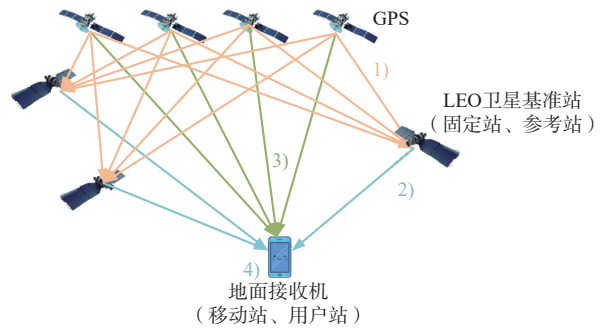 GPS
1)
LEO卫星基准站
（固定站、参考站）
3)
2)
4)
地面接收机
（移动站、用户站）